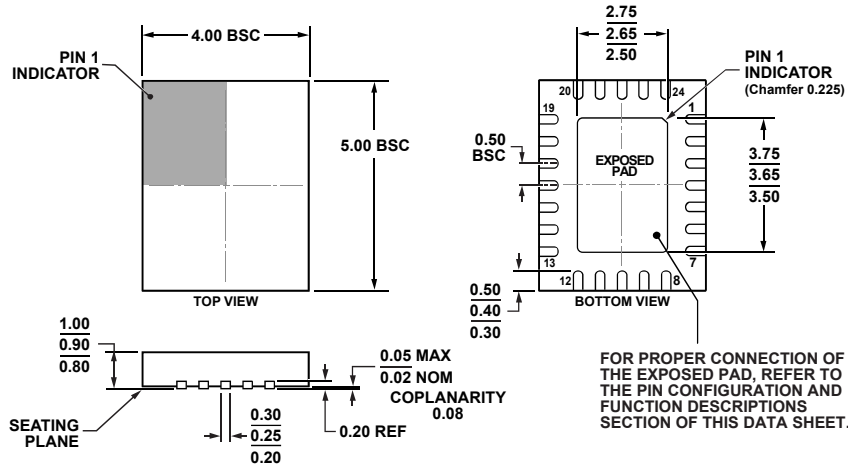 4.00 BSC
PIN 1
INDICATOR
5.00 BSC
TOP VIEW
2.75
2.65
2.50
PIN 1
INDICATOR
(Chamfer 0.225)
20
24
19
1
0.50
BSC
EXPOSED
PAD
3.75
3.65
3.50
13
7
12
8
0.50
0.40
0.30
BOTTOM VIEW
1.00
0.90
0.80
0.05 MAX
0.02 NOM
COPLANARITY
0.08
SEATING
PLANE
0.30
0.25
0.20
0.20 REF
FOR PROPER CONNECTION OF
THE EXPOSED PAD, REFER TO
THE PIN CONFIGURATION AND
FUNCTION DESCRIPTIONS
SECTION OF THIS DATA SHEET.